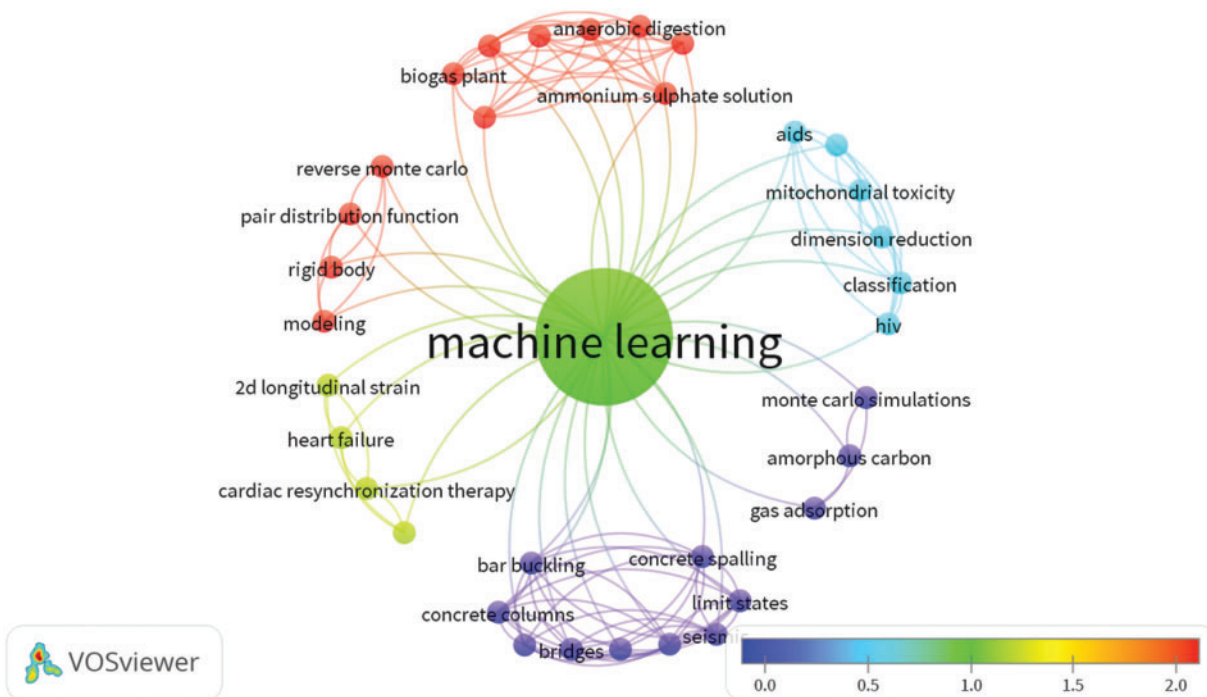 anaerobic digestion
biogas plant
ammonium sulphate solution
aids
reverse monte carlo
mitochondrial toxicity
pair distribution function
dimension reduction
rigid body
classification
modeling
hiv
machine learning
2d longitudinal strain
monte carlo simulations
heart failure
amorphous carbon
cardiac resynchronization therapy
gas adsorption
bar buckling
concrete spalling
limit states
concrete columns
seismic
bridges
VOSviewer
0.0 0.5 1.0 1.5 2.0